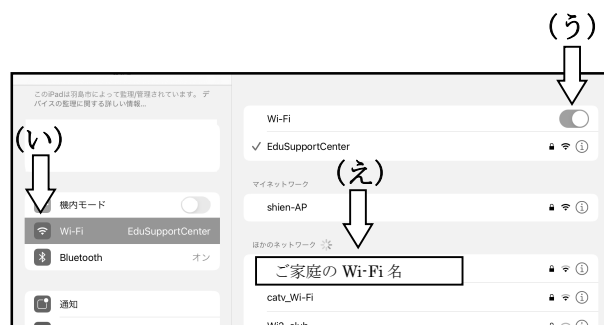 (う)
このiPadは羽島市によって監理/管理されています。デ
バイスの監理に関する詳しい情報...
(い)
機内モード
Wi-Fi EduSupportCenter
Bluetooth オン
通知
Wi-Fi
EduSupportCenter
(え)
マイネットワーク
shien-AP
ほかのネットワーク
ご家庭の Wi-Fi 名
catv_Wi-Fi